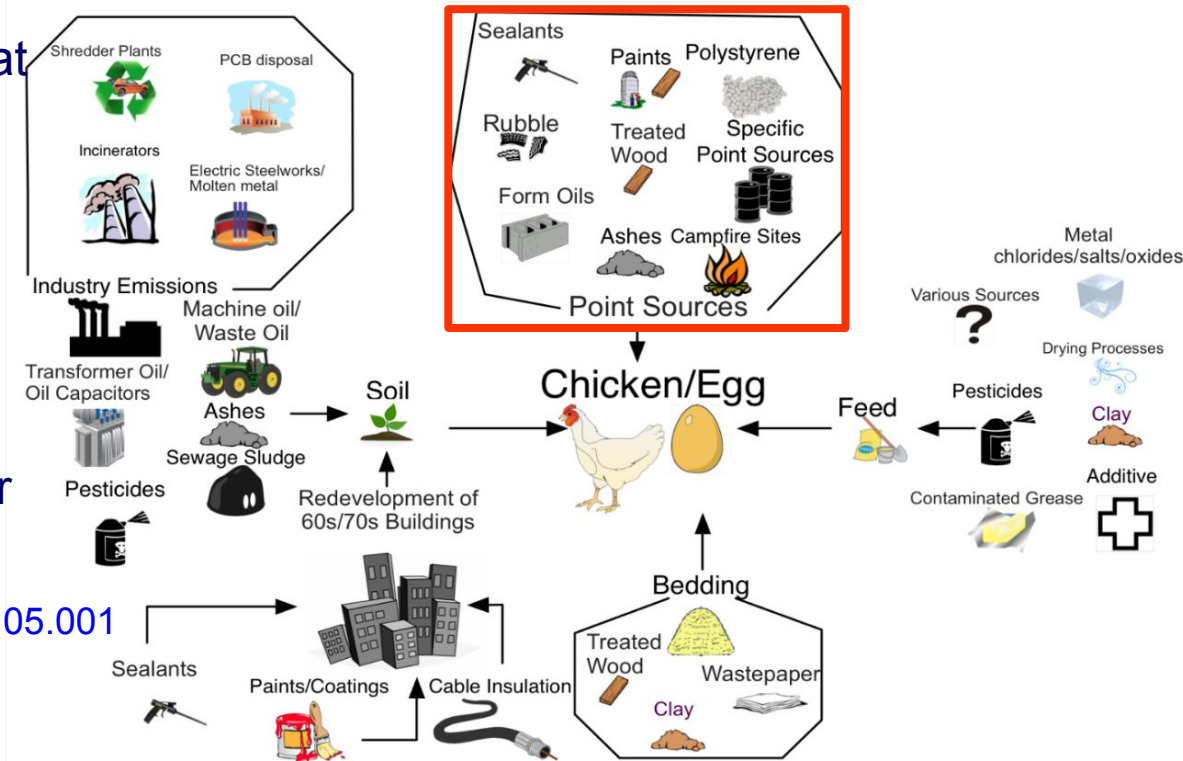 at
Shredder Plants
PCB disposal
Incinerators
Electric Steelworks/
Molten metal
Industry Emissions
Sealants
Paints
Polystyrene
Rubble
Treated
Wood
Specific
Point Sources
Form Oils
Ashes
Campfire Sites
Point Sources
Machine oil/
Waste Oil
Transformer Oil/
Oil Capacitors
Ashes
Sewage Sludge
Pesticides
r
05.001
Soil
Redevelopment of
60s/70s Buildings
Sealants
Paints/Coatings
Cable Insulation
Chicken/Egg
Feed
Metal
chlorides/salts/oxides
Various Sources
?
Drying Processes
Pesticides
Clay
Additive
Contaminated Grease
Bedding
Treated
Wood
Wastepaper
Clay